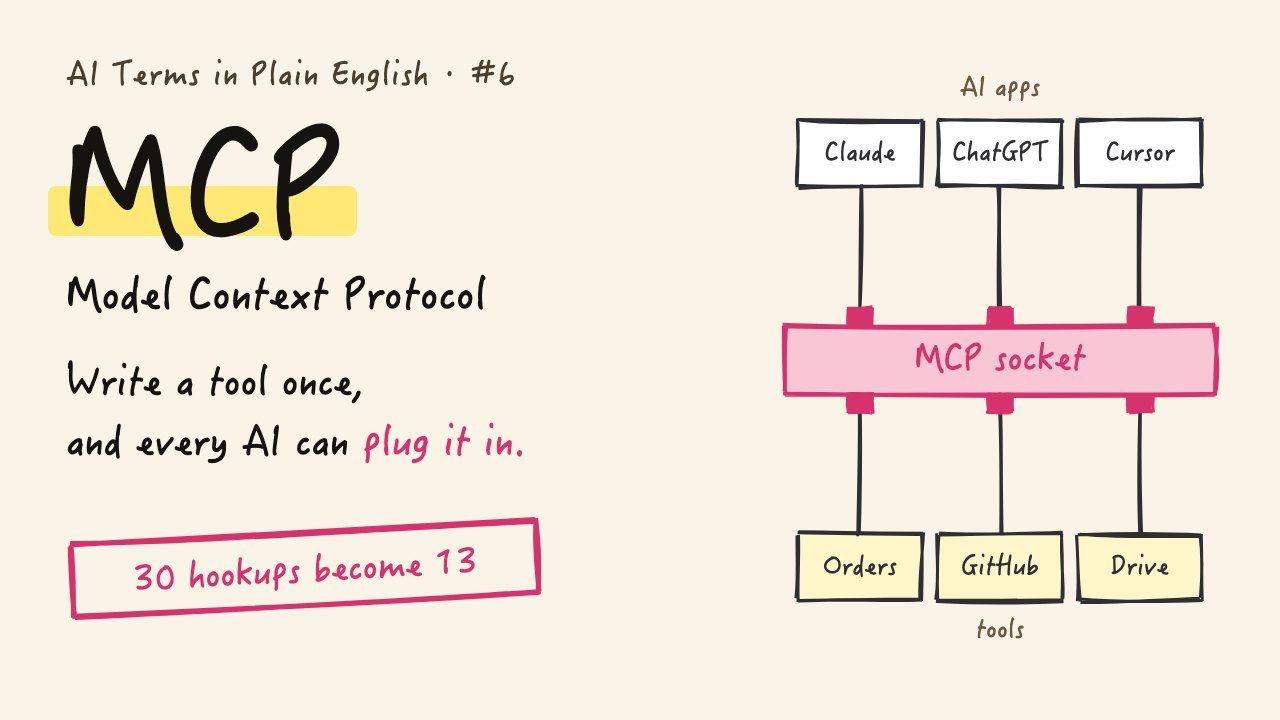 AI Terms in Plain English · #6
MCP
Model Context Protocol
Write a tool once,
and every AI can plug it in.
30 hookups become 13
AI apps
Claude
ChatGPT
Cursor
MCP socket
Orders
GitHub
Drive
tools